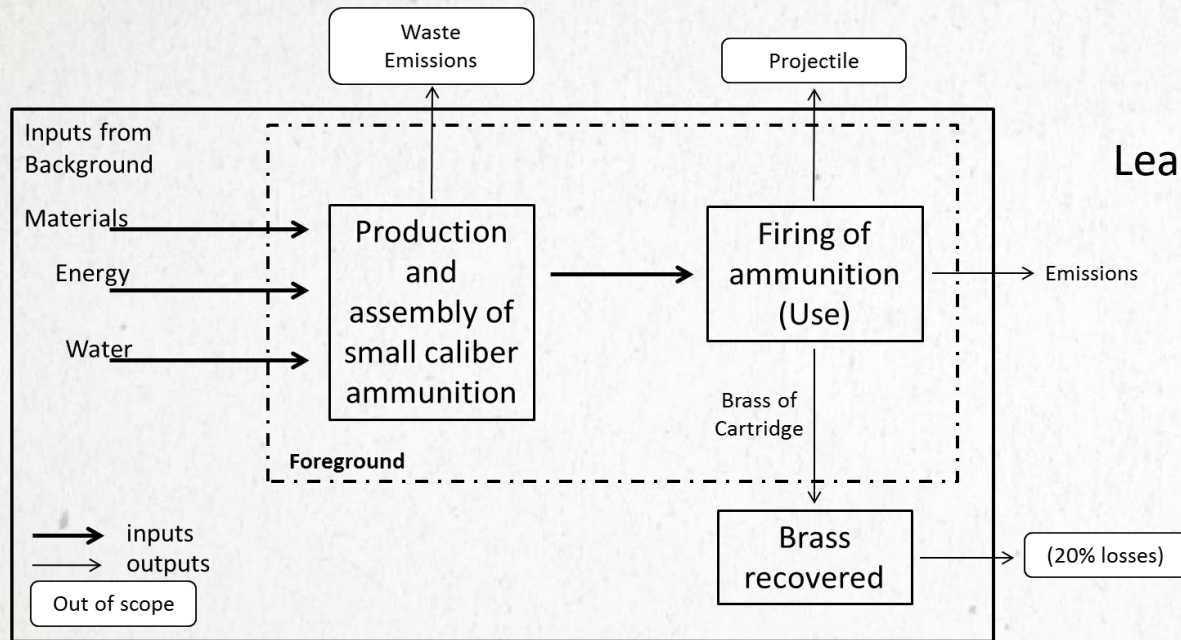 Waste
Emissions
Projectile
Inputs from
Background
Lea
Materials
Energy
Water
Production
and
assembly of
small caliber
ammunition
Firing of
ammunition
(Use)
Emissions
Brass of
Cartridge
Foreground
inputs
outputs
Out of scope
Brass
recovered
(20% losses)